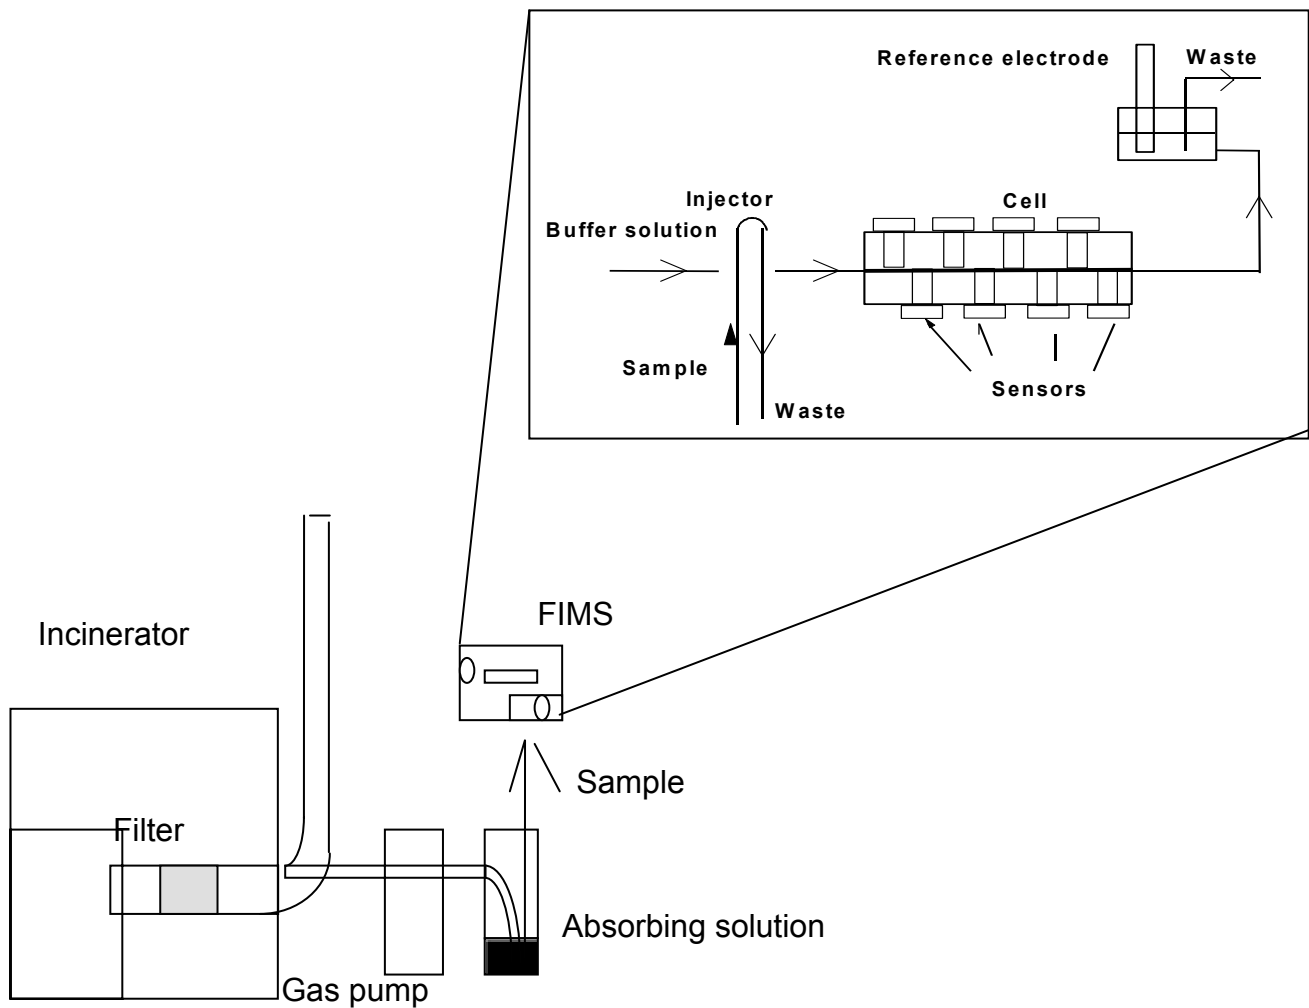 Reference electrode
Waste
Injector
Cell
Buffer solution
Sample
Sensors
Waste
FIMS
Incinerator
Sample
Filter
Absorbing solution
Gas pump